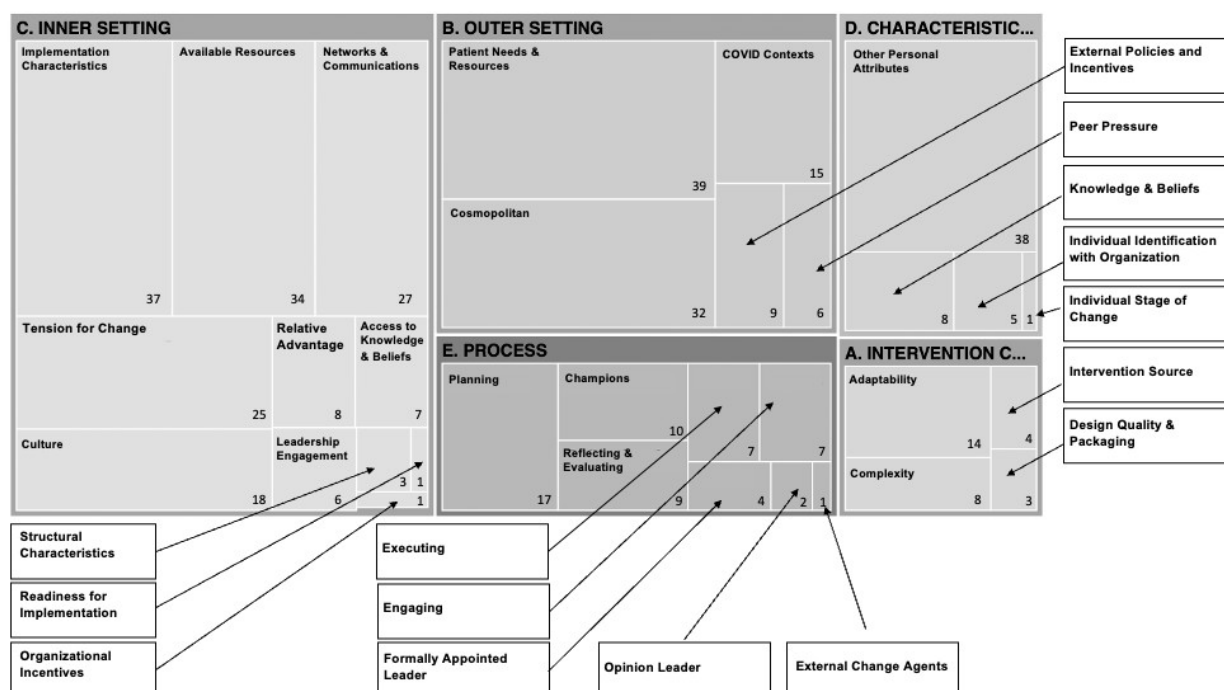 C. INNER SETTING
Implementation
Characteristics
37
Available Resources
34
Networks &
Communications
27
Tension for Change
25
Relative
Advantage
8
Access to
Knowledge
& Beliefs
7
Culture
18
Leadership
Engagement
6
3
1
1
B. OUTER SETTING
Patient Needs &
Resources
39
COVID Contexts
15
Cosmopolitan
32
9
6
D. CHARACTERISTIC...
Other Personal
Attributes
38
8
5
1
E. PROCESS
Planning
17
Champions
10
Reflecting &
Evaluating
9
7
7
4
2
1
A. INTERVENTION C...
Adaptability
14
4
Complexity
8
3
External Policies and
Incentives
Peer Pressure
Knowledge & Beliefs
Individual Identification
with Organization
Individual Stage of
Change
Intervention Source
Design Quality &
Packaging
Structural
Characteristics
Readiness for
Implementation
Organizational
Incentives
Executing
Engaging
Formally Appointed
Leader
Opinion Leader
External Change Agents